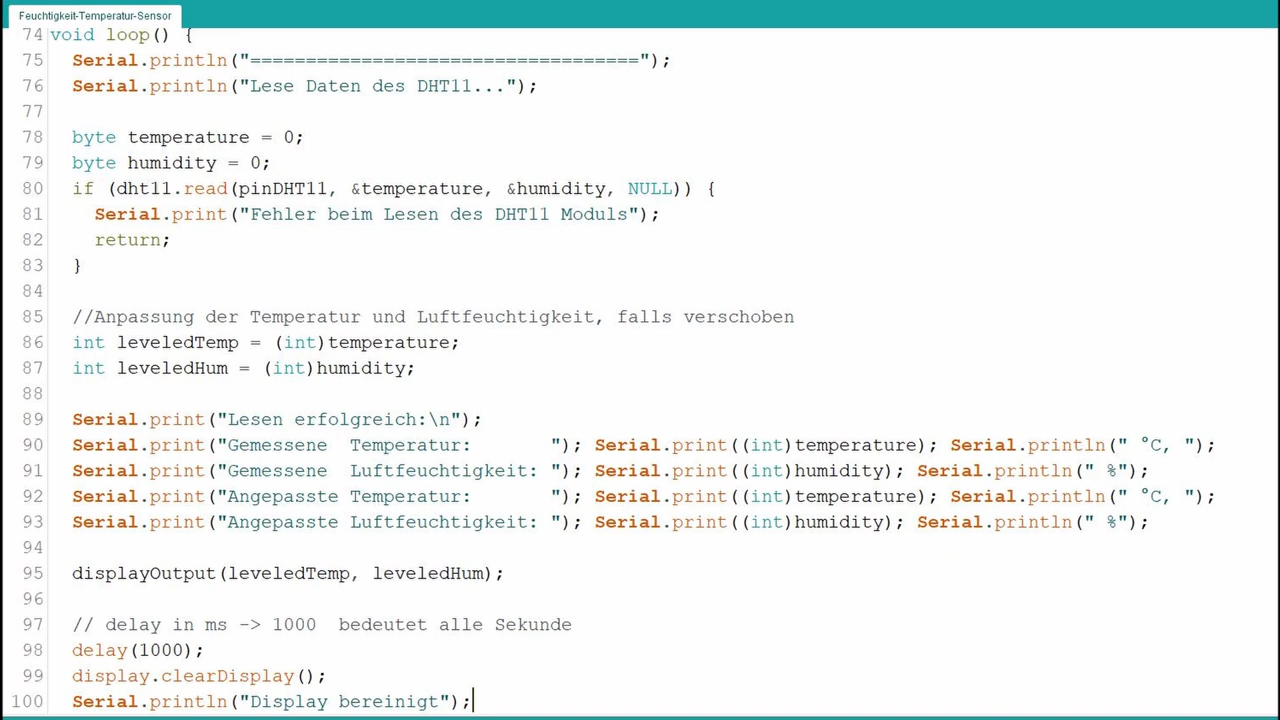 Feuchtigkeit-Temperatur-Sensor
74 void loop() {
75   Serial.println("===================================");
76   Serial.println("Lese Daten des DHT11...");
77
78   byte temperature = 0;
79   byte humidity = 0;
80   if (dht11.read(pinDHT11, &temperature, &humidity, NULL)) {
81     Serial.print("Fehler beim Lesen des DHT11 Moduls");
82     return;
83   }
84
85   //Anpassung der Temperatur und Luftfeuchtigkeit, falls verschoben
86   int leveledTemp = (int)temperature;
87   int leveledHum = (int)humidity;
88
89   Serial.print("Lesen erfolgreich:\n");
90   Serial.print("Gemessene  Temperatur:       "); Serial.print((int)temperature); Serial.println(" °C, ");
91   Serial.print("Gemessene  Luftfeuchtigkeit: "); Serial.print((int)humidity); Serial.println(" %");
92   Serial.print("Angepasste Temperatur:       "); Serial.print((int)temperature); Serial.println(" °C, ");
93   Serial.print("Angepasste Luftfeuchtigkeit: "); Serial.print((int)humidity); Serial.println(" %");
94
95   displayOutput(leveledTemp, leveledHum);
96
97   // delay in ms -> 1000  bedeutet alle Sekunde
98   delay(1000);
99   display.clearDisplay();
100   Serial.println("Display bereinigt");